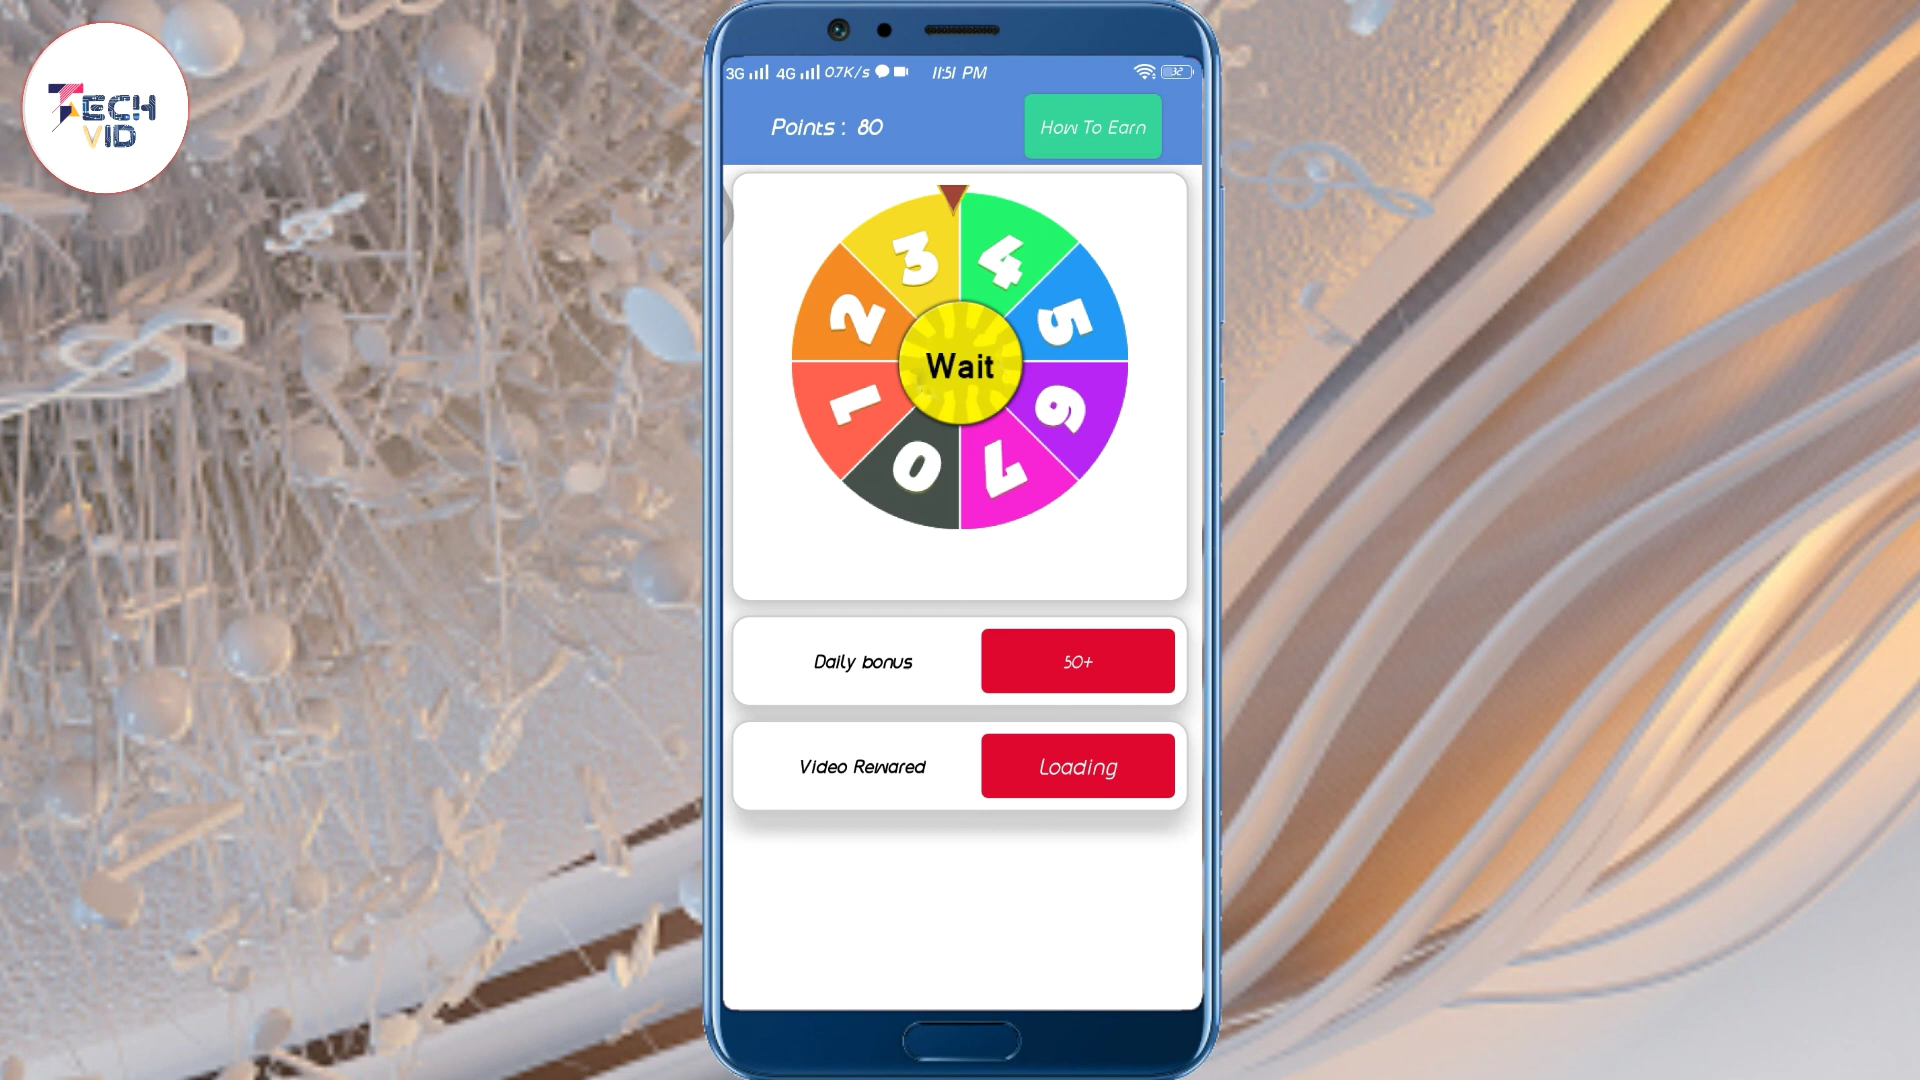 TECH
VID
3G 4G 0.7K/s 11:51 PM 32
Points : 80
How To Earn
3
4
2
5
Wait
1
6
0
7
Daily bonus
50+
Video Rewared
Loading